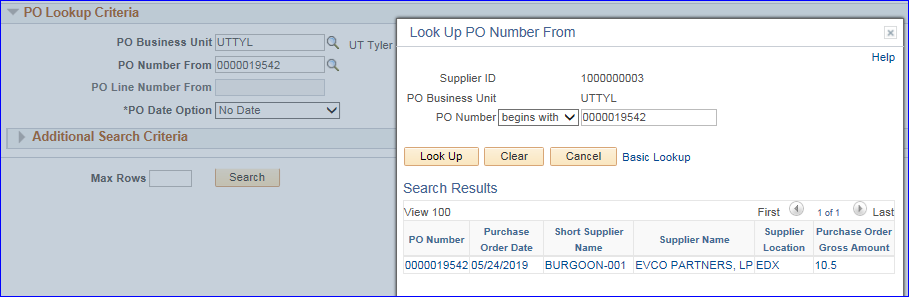 PO Lookup Criteria
PO Business Unit UTTYL UT Tyler
PO Number From 0000019542
PO Line Number From
*PO Date Option No Date
Additional Search Criteria
Max Rows Search
Look Up PO Number From
Help
Supplier ID 1000000003
PO Business Unit UTTYL
PO Number begins with 0000019542
Look Up Clear Cancel Basic Lookup
Search Results
View 100 First 1 of 1 Last
PO Number Purchase Order Date Short Supplier Name Supplier Name Supplier Location Purchase Order Gross Amount
0000019542 05/24/2019 BURGOON-001 EVCO PARTNERS, LP EDX 10.5